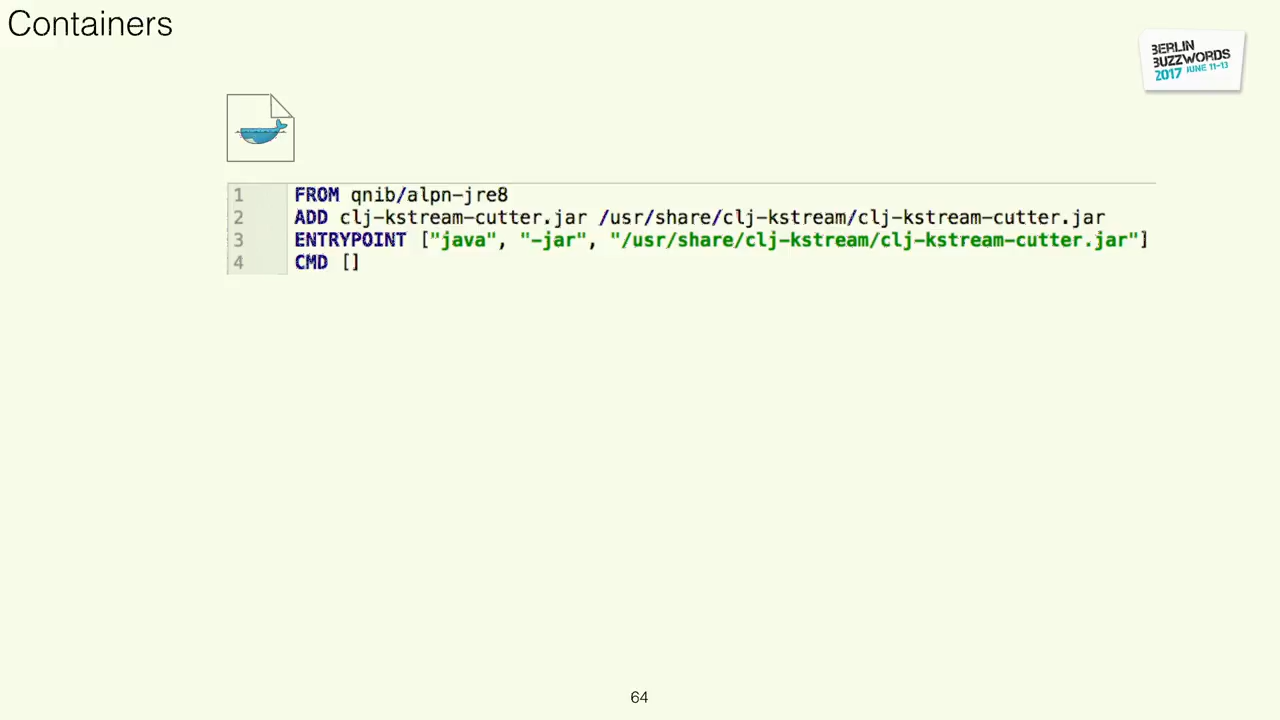 Containers
BERLIN
BUZZWORDS
2017 JUNE 11-13
1 FROM qnib/alpn-jre8
2 ADD clj-kstream-cutter.jar /usr/share/clj-kstream/clj-kstream-cutter.jar
3 ENTRYPOINT ["java", "-jar", "/usr/share/clj-kstream/clj-kstream-cutter.jar"]
4 CMD []
64